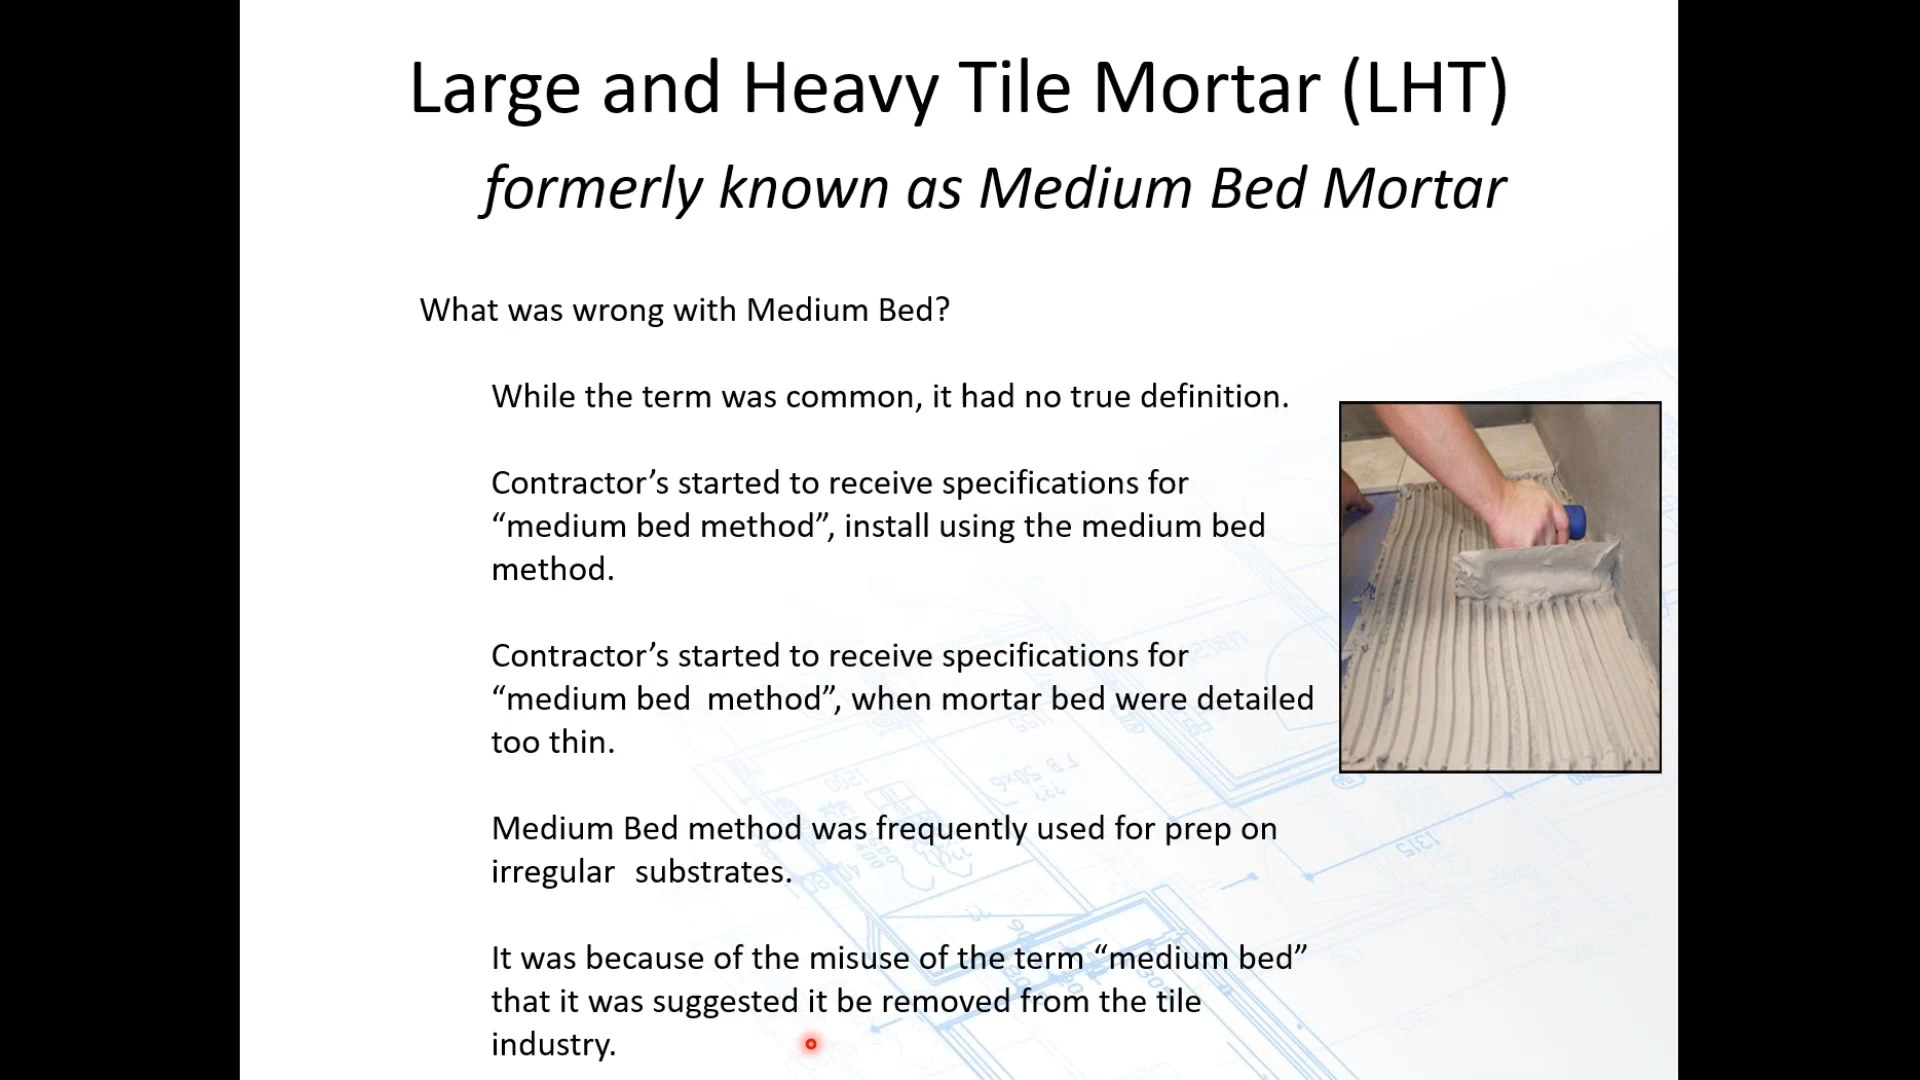 Large and Heavy Tile Mortar (LHT)
formerly known as Medium Bed Mortar
What was wrong with Medium Bed?
While the term was common, it had no true definition.
Contractor’s started to receive specifications for
“medium bed method”, install using the medium bed
method.
Contractor’s started to receive specifications for
“medium bed  method”, when mortar bed were detailed
too thin.
Medium Bed method was frequently used for prep on
irregular  substrates.
It was because of the misuse of the term “medium bed”
that it was suggested it be removed from the tile
industry.
1315